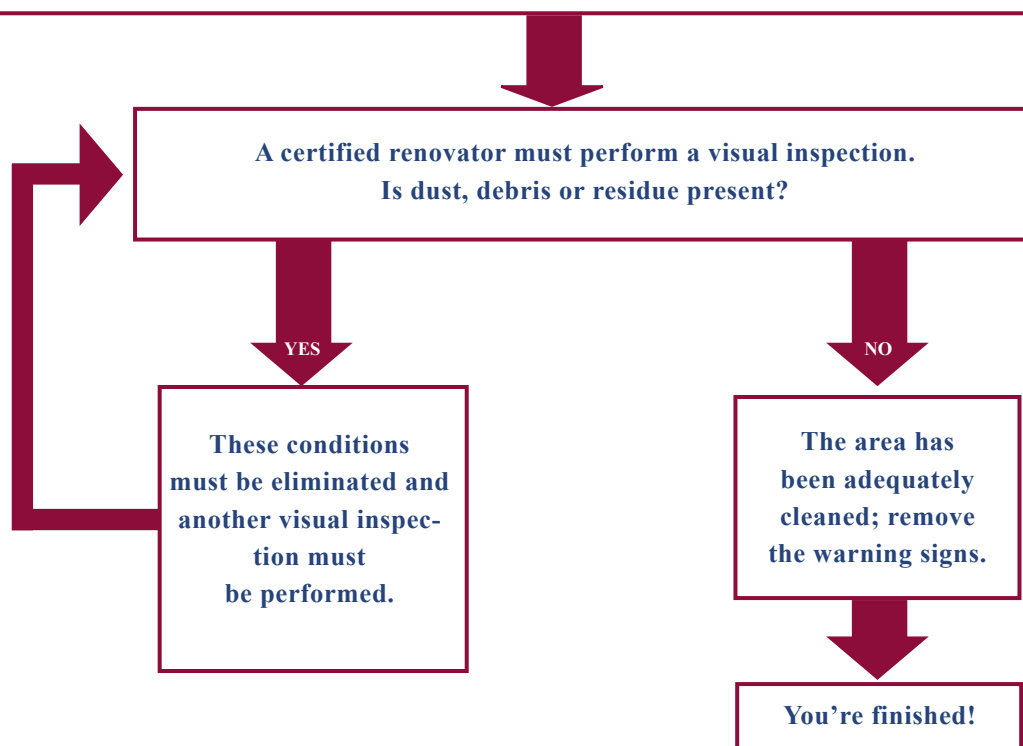 A certified renovator must perform a visual inspection.
Is dust, debris or residue present?
YES
NO
These conditions
must be eliminated and
another visual inspec-
tion must
be performed.
The area has
been adequately
cleaned; remove
the warning signs.
You’re finished!